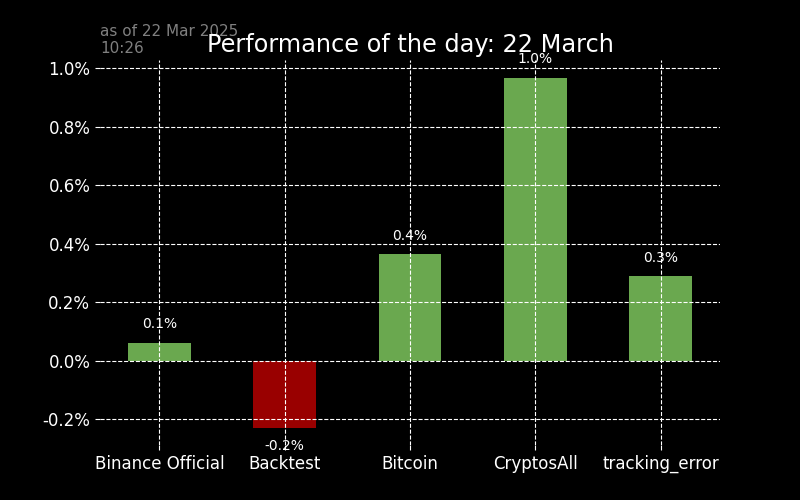 as of 22 Mar 2025
10:26
Performance of the day: 22 March
1.0%
0.8%
0.6%
0.4%
0.2%
0.0%
-0.2%
0.1%
-0.2%
0.4%
1.0%
0.3%
Binance Official
Backtest
Bitcoin
CryptosAll
tracking_error